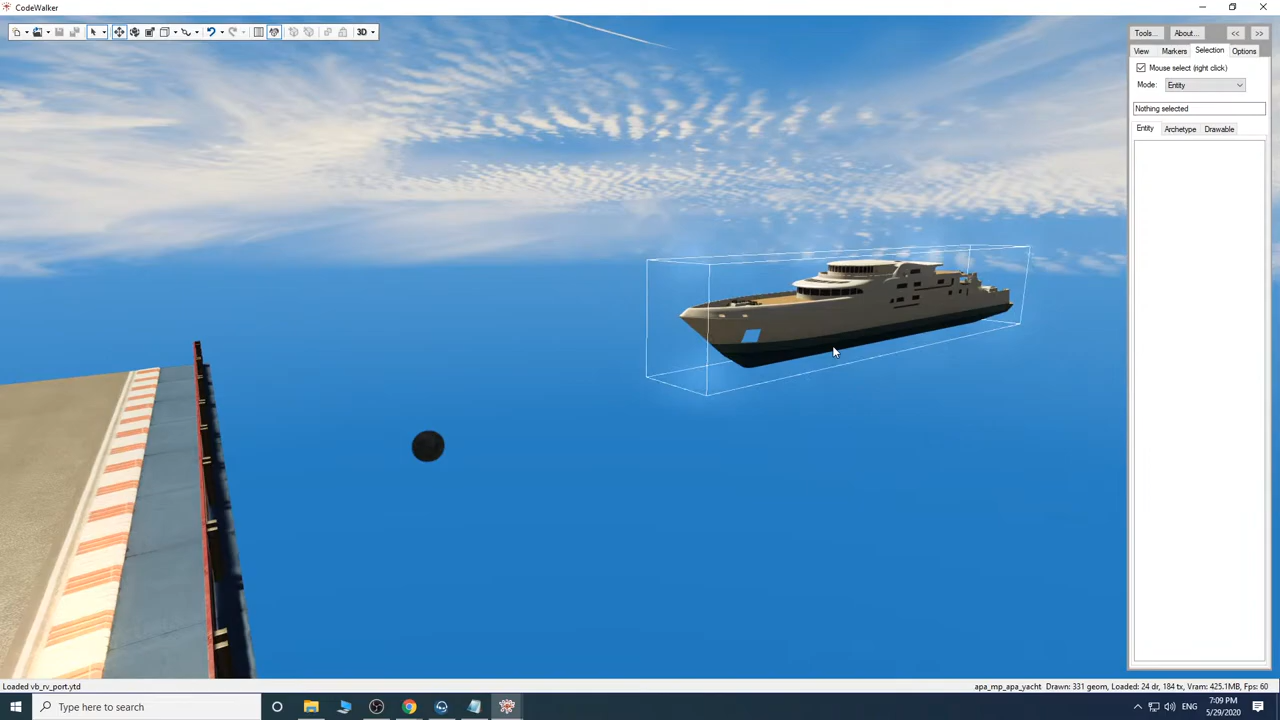 CodeWalker
3D
Tools...
About...
<<
>>
View
Markers
Selection
Options
Mouse select (right click)
Mode:
Entity
Nothing selected
Entity
Archetype
Drawable
Loaded vb_rv_port.ytd
apa_mp_apa_yacht Drawn: 331 geom, Loaded: 24 dr, 184 tx, Vram: 425.1MB, Fps: 60
Type here to search
ENG
7:09 PM
5/29/2020